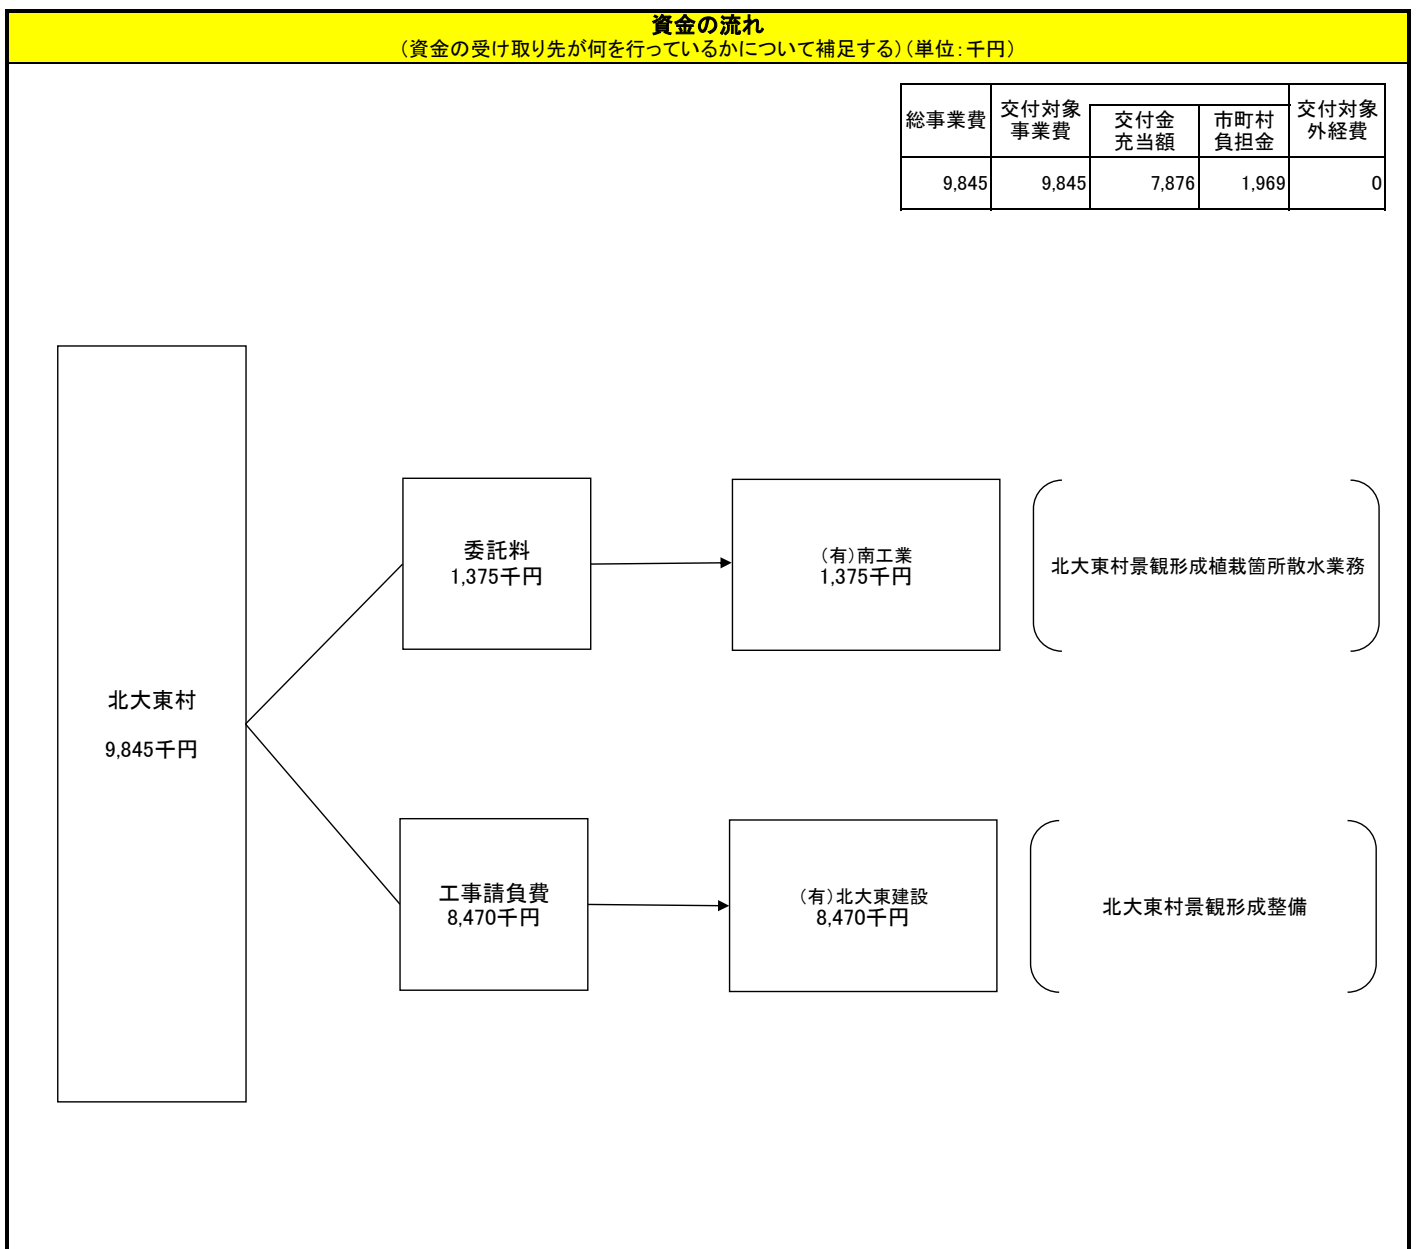 資金の流れ
（資金の受け取り先が何を行っているかについて補足する）（単位：千円）
総事業費
交付対象
事業費
交付金
充当額
市町村
負担金
交付対象
外経費
9,845
9,845
7,876
1,969
0
北大東村
9,845千円
委託料
1,375千円
（有）南工業
1,375千円
北大東村景観形成植栽箇所散水業務
工事請負費
8,470千円
（有）北大東建設
8,470千円
北大東村景観形成整備